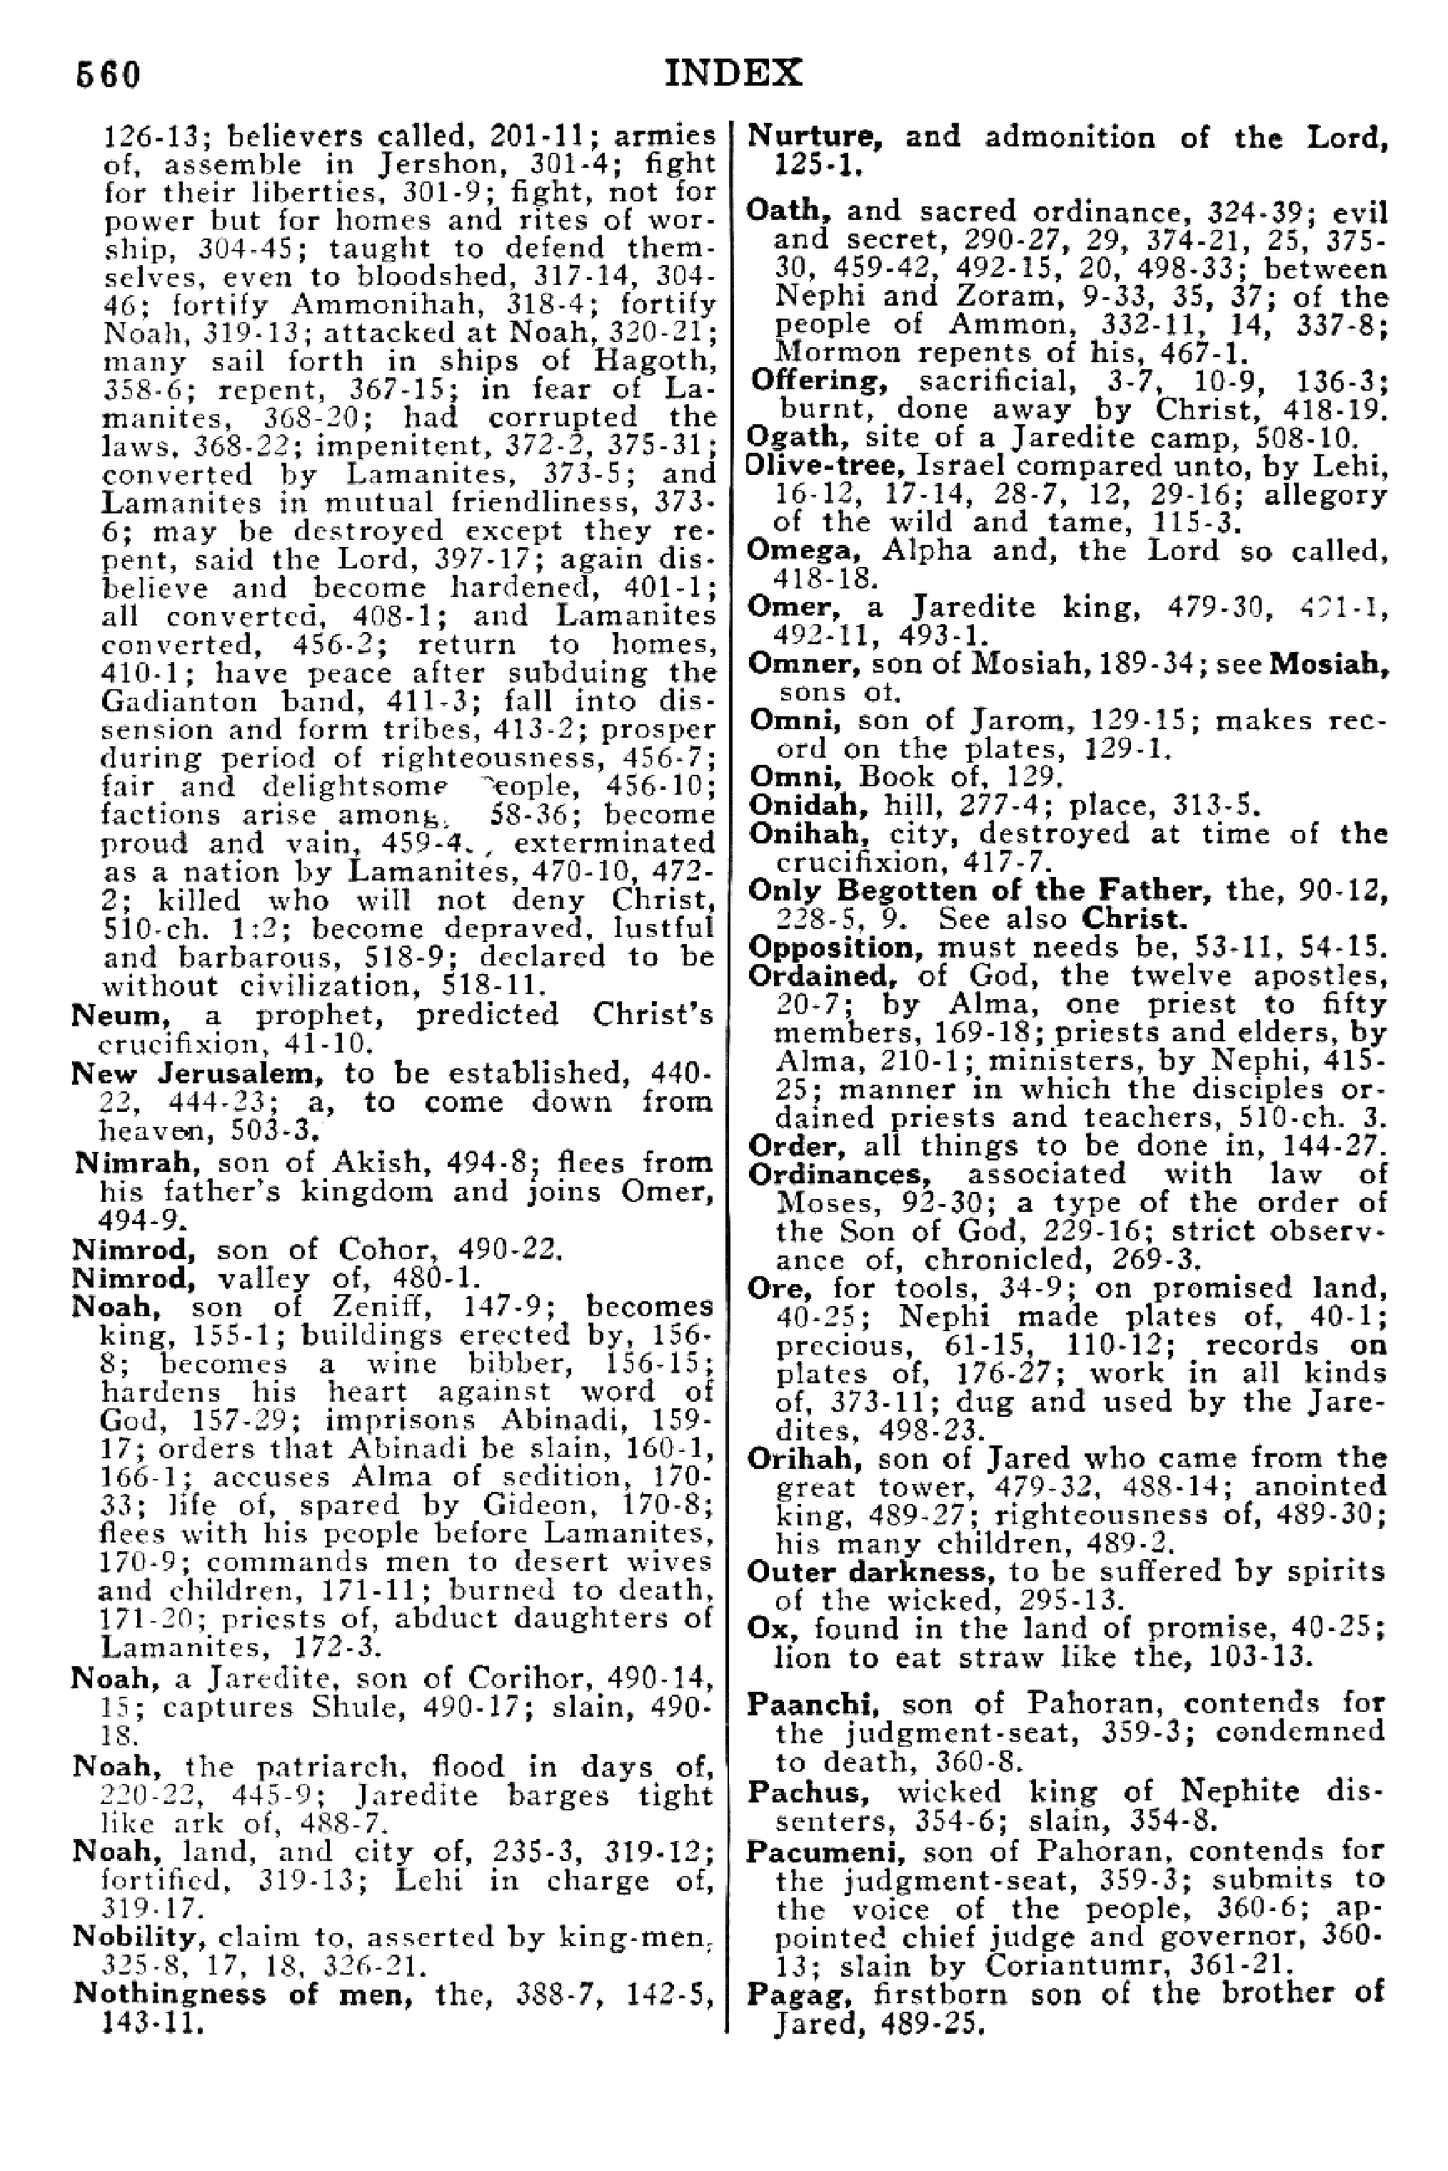 560
INDEX
126-13; believers called, 201-11; armies
of, assemble in Jershon, 301-4; fight
for their liberties, 301-9; fight, not for
power but for homes and rites of wor-
ship, 304-45; taught to defend them-
selves, even to bloodshed, 317-14, 304-
46; fortify Ammonihah, 318-4; fortify
Noah, 319-13; attacked at Noah, 320-21;
many sail forth in ships of Hagoth,
358-6; repent, 367-15; in fear of La-
manites, 368-20; had corrupted the
laws, 368-22; impenitent, 372-2, 375-31;
converted by Lamanites, 373-5; and
Lamanites in mutual friendliness, 373-
6; may be destroyed except they re-
pent, said the Lord, 397-17; again dis-
believe and become hardened, 401-1;
all converted, 408-1; and Lamanites
converted, 456-2; return to homes,
410-1; have peace after subduing the
Gadianton band, 411-3; fall into dis-
sension and form tribes, 413-2; prosper
during period of righteousness, 456-7;
fair and delightsome eople, 456-10;
factions arise among, 58-36; become
proud and vain, 459-4 , exterminated
as a nation by Lamanites, 470-10, 472-
2; killed who will not deny Christ,
510-ch. 1:2; become depraved, lustful
and barbarous, 518-9; declared to be
without civilization, 518-11.
Neum, a prophet, predicted Christ's
crucifixion, 41-10.
New Jerusalem, to be established, 440-
22, 444-23; a, to come down from
heaven, 503-3.
Nimrah, son of Akish, 494-8; flees from
his father's kingdom and joins Omer,
494-9.
Nimrod, son of Cohor, 490-22.
Nimrod, valley of, 480-1.
Noah, son of Zeniff, 147-9; becomes
king, 155-1; buildings erected by, 156-
8; becomes a wine bibber, 156-15;
hardens his heart against word of
God, 157-29; imprisons Abinadi, 159-
17; orders that Abinadi be slain, 160-1,
166-1; accuses Alma of sedition, 170-
33; life of, spared by Gideon, 170-8;
flees with his people before Lamanites,
170-9; commands men to desert wives
and children, 171-11; burned to death,
171-20; priests of, abduct daughters of
Lamanites, 172-3.
Noah, a Jaredite, son of Corihor, 490-14,
15; captures Shule, 490-17; slain, 490-
18.
Noah, the patriarch, flood in days of,
220-22, 445-9; Jaredite barges tight
like ark of, 488-7.
Noah, land, and city of, 235-3, 319-12;
fortified, 319-13; Lehi in charge of,
319-17.
Nobility, claim to, asserted by king-men,
325-8, 17, 18, 326-21.
Nothingness of men, the, 388-7, 142-5,
143-11.
Nurture, and admonition of the Lord,
125-1.
Oath, and sacred ordinance, 324-39; evil
and secret, 290-27, 29, 374-21, 25, 375-
30, 459-42, 492-15, 20, 498-33; between
Nephi and Zoram, 9-33, 35, 37; of the
people of Ammon, 332-11, 14, 337-8;
Mormon repents of his, 467-1.
Offering, sacrificial, 3-7, 10-9, 136-3;
burnt, done away by Christ, 418-19.
Ogath, site of a Jaredite camp, 508-10.
Olive-tree, Israel compared unto, by Lehi,
16-12, 17-14, 28-7, 12, 29-16; allegory
of the wild and tame, 115-3.
Omega, Alpha and, the Lord so called,
418-18.
Omer, a Jaredite king, 479-30, 491-1,
492-11, 493-1.
Omner, son of Mosiah, 189-34; see Mosiah,
sons of.
Omni, son of Jarom, 129-15; makes rec-
ord on the plates, 129-1.
Omni, Book of, 129.
Onidah, hill, 277-4; place, 313-5.
Onihah, city, destroyed at time of the
crucifixion, 417-7.
Only Begotten of the Father, the, 90-12,
228-5, 9. See also Christ.
Opposition, must needs be, 53-11, 54-15.
Ordained, of God, the twelve apostles,
20-7; by Alma, one priest to fifty
members, 169-18; priests and elders, by
Alma, 210-1; ministers, by Nephi, 415-
25; manner in which the disciples or-
dained priests and teachers, 510-ch. 3.
Order, all things to be done in, 144-27.
Ordinances, associated with law of
Moses, 92-30; a type of the order of
the Son of God, 229-16; strict observ-
ance of, chronicled, 269-3.
Ore, for tools, 34-9; on promised land,
40-25; Nephi made plates of, 40-1;
precious, 61-15, 110-12; records on
plates of, 176-27; work in all kinds
of, 373-11; dug and used by the Jare-
dites, 498-23.
Orihah, son of Jared who came from the
great tower, 479-32, 488-14; anointed
king, 489-27; righteousness of, 489-30;
his many children, 489-2.
Outer darkness, to be suffered by spirits
of the wicked, 295-13.
Ox, found in the land of promise, 40-25;
lion to eat straw like the, 103-13.
Paanchi, son of Pahoran, contends for
the judgment-seat, 359-3; condemned
to death, 360-8.
Pachus, wicked king of Nephite dis-
senters, 354-6; slain, 354-8.
Pacumeni, son of Pahoran, contends for
the judgment-seat, 359-3; submits to
the voice of the people, 360-6; ap-
pointed chief judge and governor, 360-
13; slain by Coriantumr, 361-21.
Pagag, firstborn son of the brother of
Jared, 489-25.